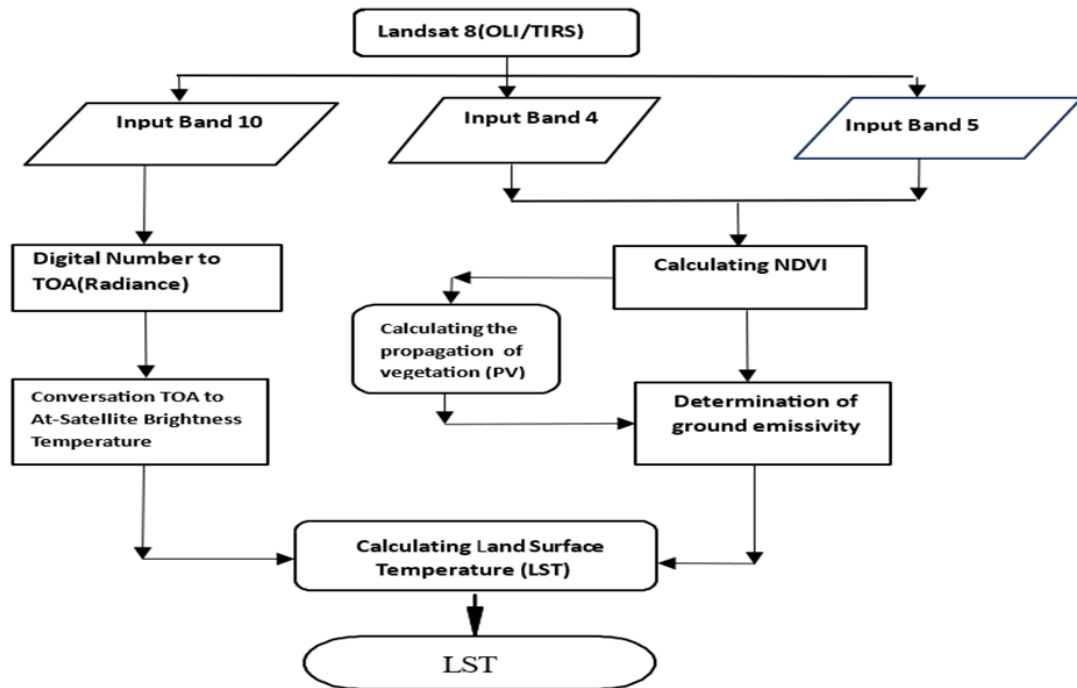 Landsat 8(OLI/TIRS)
Input Band 10
Input Band 4
Input Band 5
Digital Number to
TOA(Radiance)
Calculating NDVI
Calculating the
propagation of
vegetation (PV)
Conversation TOA to
At-Satellite Brightness
Temperature
Determination of
ground emissivity
Calculating Land Surface
Temperature (LST)
LST